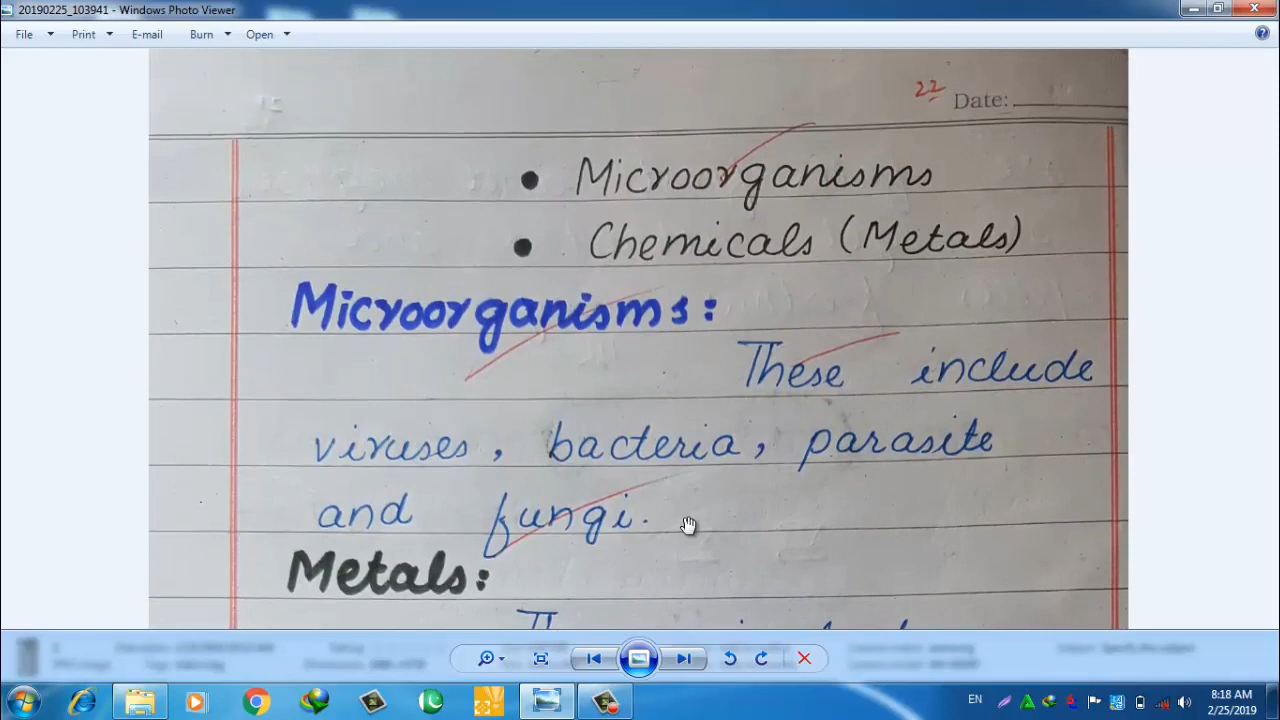 20190225_103941 - Windows Photo Viewer
File Print E-mail Burn Open
22
Date:
• Microorganisms
• Chemicals (Metals)
Microorganisms:
These include
viruses, bacteria, parasite
and fungi.
Metals:
EN
8:18 AM
2/25/2019